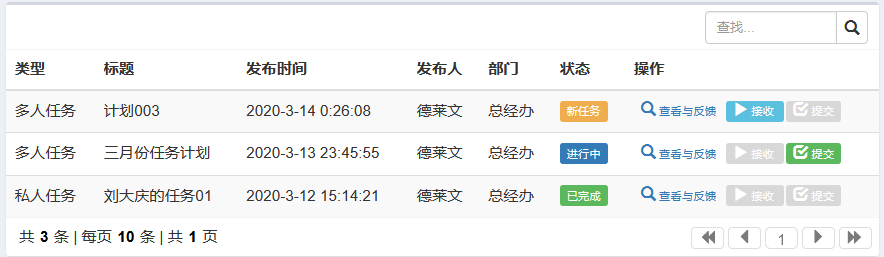 查找...
类型 标题 发布时间 发布人 部门 状态 操作
多人任务 计划003 2020-3-14 0:26:08 德莱文 总经办 新任务 查看与反馈 接收 提交
多人任务 三月份任务计划 2020-3-13 23:45:55 德莱文 总经办 进行中 查看与反馈 接收 提交
私人任务 刘大庆的任务01 2020-3-12 15:14:21 德莱文 总经办 已完成 查看与反馈 接收 提交
共 3 条 | 每页 10 条 | 共 1 页 1